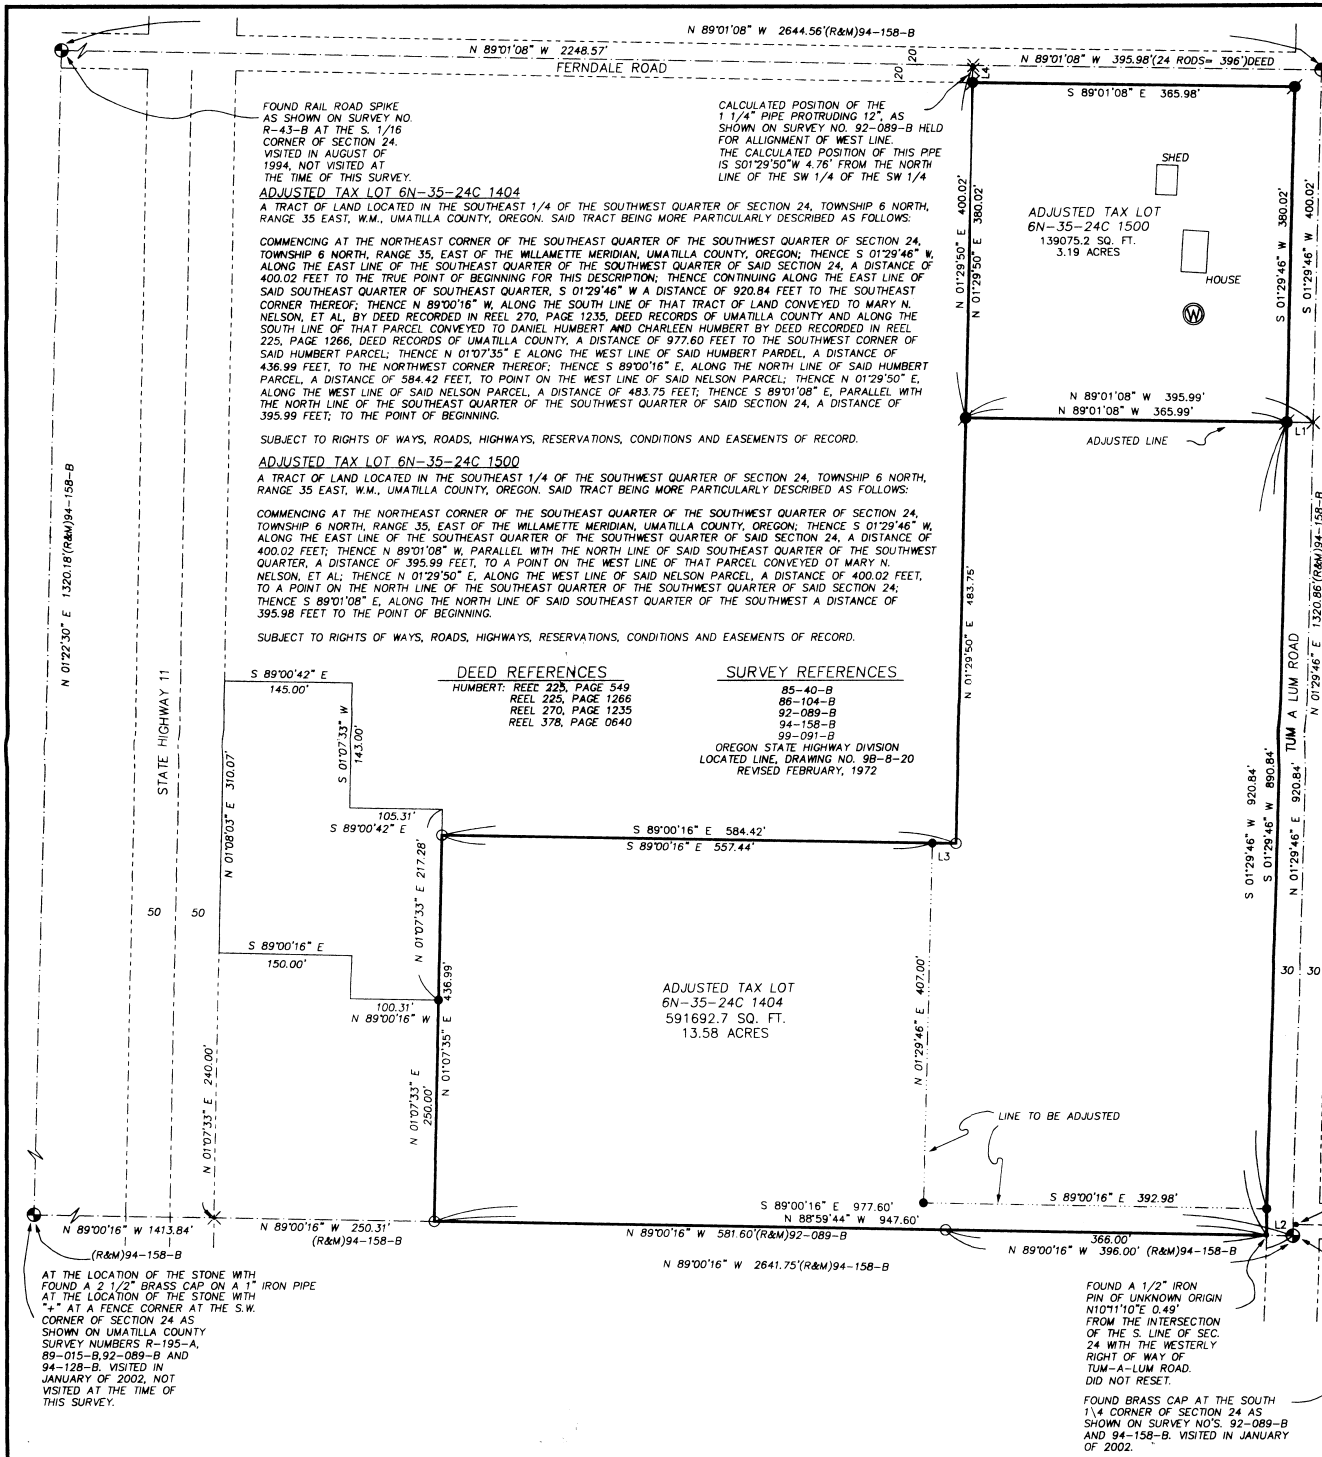 N 89°01'08" W 2644.56'(R&M)94-158-B
N 89°01'08" W 2248.57'
FERNDALE ROAD
20'
20'
L4
N 89°01'08" W 395.98'(24 RODS= 396')DEED
S 89°01'08" E 365.98'
FOUND RAIL ROAD SPIKE
AS SHOWN ON SURVEY NO.
R-43-B AT THE S. 1/16
CORNER OF SECTION 24.
VISITED IN AUGUST OF
1994, NOT VISITED AT
THE TIME OF THIS SURVEY.
CALCULATED POSITION OF THE
1 1/4" PIPE PROTRUDING 12", AS
SHOWN ON SURVEY NO. 92-089-B HELD
FOR ALLIGNMENT OF WEST LINE.
THE CALCULATED POSITION OF THIS PIPE
IS S01°29'50"W 4.76' FROM THE NORTH
LINE OF THE SW 1/4 OF THE SW 1/4
ADJUSTED TAX LOT 6N-35-24C 1404
A TRACT OF LAND LOCATED IN THE SOUTHEAST 1/4 OF THE SOUTHWEST QUARTER OF SECTION 24, TOWNSHIP 6 NORTH,
RANGE 35 EAST, W.M., UMATILLA COUNTY, OREGON. SAID TRACT BEING MORE PARTICULARLY DESCRIBED AS FOLLOWS:
COMMENCING AT THE NORTHEAST CORNER OF THE SOUTHEAST QUARTER OF THE SOUTHWEST QUARTER OF SECTION 24,
TOWNSHIP 6 NORTH, RANGE 35, EAST OF THE WILLAMETTE MERIDIAN, UMATILLA COUNTY, OREGON; THENCE S 01°29'46" W,
ALONG THE EAST LINE OF THE SOUTHEAST QUARTER OF THE SOUTHWEST QUARTER OF SAID SECTION 24, A DISTANCE OF
400.02 FEET TO THE TRUE POINT OF BEGINNING FOR THIS DESCRIPTION; THENCE CONTINUING ALONG THE EAST LINE OF
SAID SOUTHEAST QUARTER OF SOUTHEAST QUARTER, S 01°29'46" W A DISTANCE OF 920.84 FEET TO THE SOUTHEAST
CORNER THEREOF; THENCE N 89°00'16" W, ALONG THE SOUTH LINE OF THAT TRACT OF LAND CONVEYED TO MARY N.
NELSON, ET AL, BY DEED RECORDED IN REEL 270, PAGE 1235, DEED RECORDS OF UMATILLA COUNTY AND ALONG THE
SOUTH LINE OF THAT PARCEL CONVEYED TO DANIEL HUMBERT AND CHARLEEN HUMBERT BY DEED RECORDED IN REEL
225, PAGE 1266, DEED RECORDS OF UMATILLA COUNTY, A DISTANCE OF 977.60 FEET TO THE SOUTHWEST CORNER OF
SAID HUMBERT PARCEL; THENCE N 01°07'35" E ALONG THE WEST LINE OF SAID HUMBERT PARDEL, A DISTANCE OF
436.99 FEET, TO THE NORTHWEST CORNER THEREOF; THENCE S 89°00'16" E, ALONG THE NORTH LINE OF SAID HUMBERT
PARCEL, A DISTANCE OF 584.42 FEET, TO POINT ON THE WEST LINE OF SAID NELSON PARCEL; THENCE N 01°29'50" E,
ALONG THE WEST LINE OF SAID NELSON PARCEL, A DISTANCE OF 483.75 FEET; THENCE S 89°01'08" E, PARALLEL WITH
THE NORTH LINE OF THE SOUTHEAST QUARTER OF THE SOUTHWEST QUARTER OF SAID SECTION 24, A DISTANCE OF
395.99 FEET; TO THE POINT OF BEGINNING.
SUBJECT TO RIGHTS OF WAYS, ROADS, HIGHWAYS, RESERVATIONS, CONDITIONS AND EASEMENTS OF RECORD.
ADJUSTED TAX LOT 6N-35-24C 1500
A TRACT OF LAND LOCATED IN THE SOUTHEAST 1/4 OF THE SOUTHWEST QUARTER OF SECTION 24, TOWNSHIP 6 NORTH,
RANGE 35 EAST, W.M., UMATILLA COUNTY, OREGON. SAID TRACT BEING MORE PARTICULARLY DESCRIBED AS FOLLOWS:
COMMENCING AT THE NORTHEAST CORNER OF THE SOUTHEAST QUARTER OF THE SOUTHWEST QUARTER OF SECTION 24,
TOWNSHIP 6 NORTH, RANGE 35, EAST OF THE WILLAMETTE MERIDIAN, UMATILLA COUNTY, OREGON; THENCE S 01°29'46" W,
ALONG THE EAST LINE OF THE SOUTHEAST QUARTER OF THE SOUTHWEST QUARTER OF SAID SECTION 24, A DISTANCE OF
400.02 FEET; THENCE N 89°01'08" W, PARALLEL WITH THE NORTH LINE OF SAID SOUTHEAST QUARTER OF THE SOUTHWEST
QUARTER, A DISTANCE OF 395.99 FEET, TO A POINT ON THE WEST LINE OF THAT PARCEL CONVEYED OT MARY N.
NELSON, ET AL; THENCE N 01°29'50" E, ALONG THE WEST LINE OF SAID NELSON PARCEL, A DISTANCE OF 400.02 FEET,
TO A POINT ON THE NORTH LINE OF THE SOUTHEAST QUARTER OF THE SOUTHWEST QUARTER OF SAID SECTION 24;
THENCE S 89°01'08" E, ALONG THE NORTH LINE OF SAID SOUTHEAST QUARTER OF THE SOUTHWEST A DISTANCE OF
395.98 FEET TO THE POINT OF BEGINNING.
SUBJECT TO RIGHTS OF WAYS, ROADS, HIGHWAYS, RESERVATIONS, CONDITIONS AND EASEMENTS OF RECORD.
N 01°29'50" E 400.02'
N 01°29'50" E 380.02'
SHED
ADJUSTED TAX LOT
6N-35-24C 1500
139075.2 SQ. FT.
3.19 ACRES
HOUSE
W
S 01°29'46" W 380.02'
S 01°29'46" W 400.02'
N 89°01'08" W 395.99'
N 89°01'08" W 365.99'
L1
ADJUSTED LINE
N 01°22'30" E 1320.18'(R&M)94-158-B
STATE HIGHWAY 11
N 01°29'50" E 483.75'
TUM A LUM ROAD
N 01°29'46" E 1320.86'(R&M)94-158-B
DEED REFERENCES
HUMBERT: REEL 225, PAGE 549
REEL 225, PAGE 1266
REEL 270, PAGE 1235
REEL 378, PAGE 0640
SURVEY REFERENCES
85-40-B
86-104-B
92-089-B
94-158-B
99-091-B
OREGON STATE HIGHWAY DIVISION
LOCATED LINE, DRAWING NO. 9B-8-20
REVISED FEBRUARY, 1972
S 89°00'42" E
145.00'
S 01°07'33" W
143.00'
N 01°08'03" E 310.07'
105.31'
S 89°00'42" E
S 89°00'16" E 584.42'
S 89°00'16" E 557.44'
L3
N 01°07'33" E 217.28'
S 01°29'46" W 920.84'
S 01°29'46" W 890.84'
N 01°29'46" E 920.84'
50
50
S 89°00'16" E
150.00'
100.31'
N 89°00'16" W
N 01°07'35" E 436.99'
30
30
ADJUSTED TAX LOT
6N-35-24C 1404
591692.7 SQ. FT.
13.58 ACRES
N 01°29'46" E 407.00'
N 01°07'33" E 240.00'
N 01°07'33" E
250.00'
LINE TO BE ADJUSTED
S 89°00'16" E 392.98'
S 89°00'16" E 977.60'
N 88°59'44" W 947.60'
L2
N 89°00'16" W 1413.84'
(R&M)94-158-B
N 89°00'16" W 250.31'
(R&M)94-158-B
N 89°00'16" W 581.60'(R&M)92-089-B
366.00'
N 89°00'16" W 396.00' (R&M)94-158-B
N 89°00'16" W 2641.75'(R&M)94-158-B
AT THE LOCATION OF THE STONE WITH
FOUND A 2 1/2" BRASS CAP ON A 1" IRON PIPE
AT THE LOCATION OF THE STONE WITH
"+" AT A FENCE CORNER AT THE S.W.
CORNER OF SECTION 24 AS
SHOWN ON UMATILLA COUNTY
SURVEY NUMBERS R-195-A,
89-015-B,92-089-B AND
94-128-B. VISITED IN
JANUARY OF 2002, NOT
VISITED AT THE TIME OF
THIS SURVEY.
FOUND A 1/2" IRON
PIN OF UNKNOWN ORIGIN
N10°11'10"E 0.49'
FROM THE INTERSECTION
OF THE S. LINE OF SEC.
24 WITH THE WESTERLY
RIGHT OF WAY OF
TUM-A-LUM ROAD.
DID NOT RESET.
FOUND BRASS CAP AT THE SOUTH
1\4 CORNER OF SECTION 24 AS
SHOWN ON SURVEY NO'S. 92-089-B
AND 94-158-B. VISITED IN JANUARY
OF 2002.